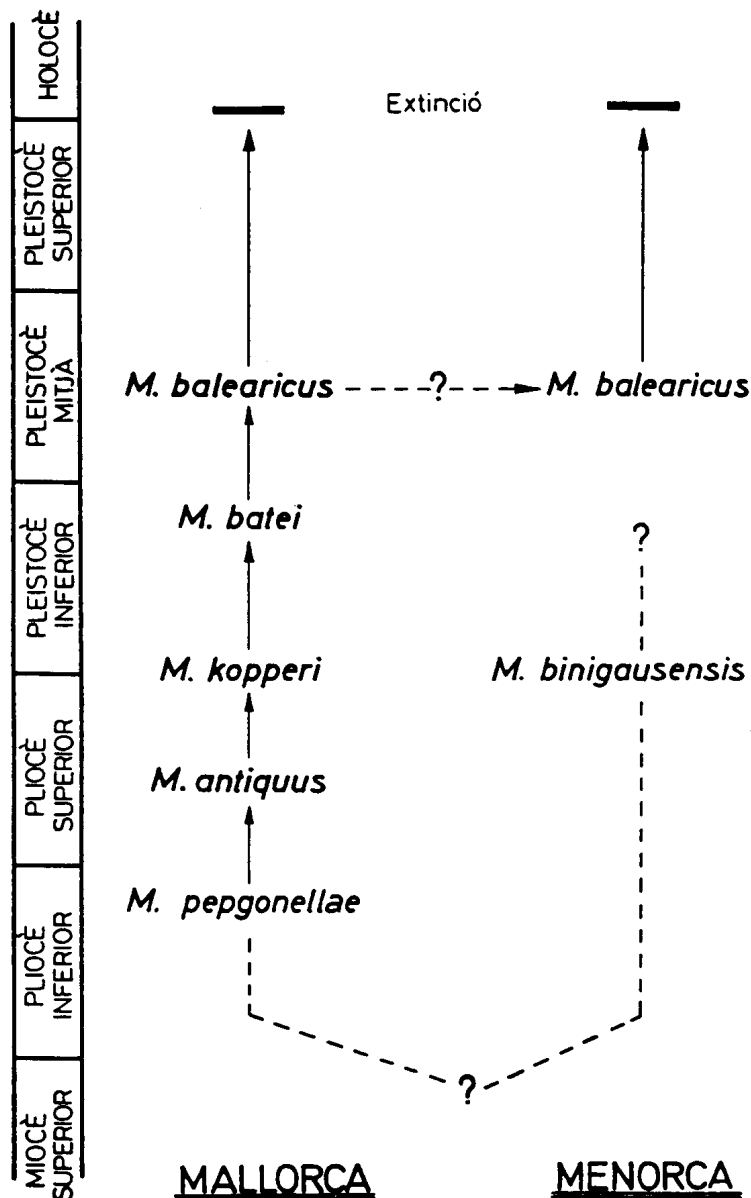 HOLOCÈ
PLEISTOCÈ
SUPERIOR
PLEISTOCÈ
MITJÀ
PLEISTOCÈ
INFERIOR
PLIOCÈ
SUPERIOR
PLIOCÈ
INFERIOR
MIOCÈ
SUPERIOR
Extinció
M. balearicus ? M. balearicus
M. batei
?
M. kopperi M. binigausensis
M. antiquus
M. pepgonellae
?
MALLORCA MENORCA